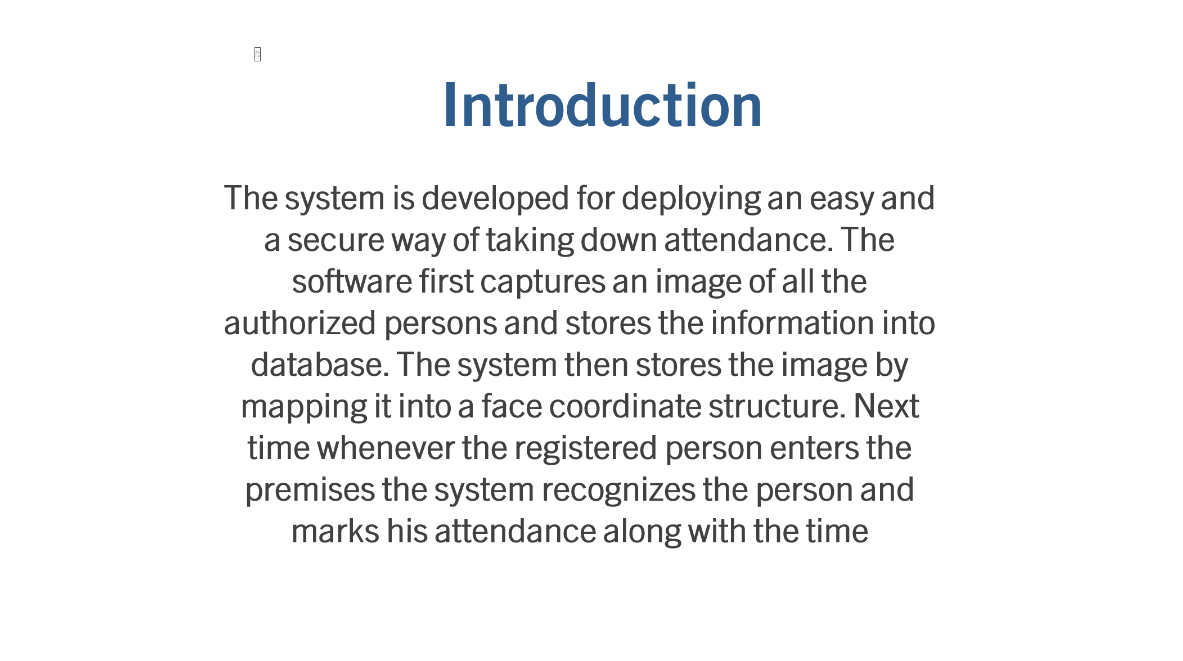 Introduction
The system is developed for deploying an easy and
a secure way of taking down attendance. The
software first captures an image of all the
authorized persons and stores the information into
database. The system then stores the image by
mapping it into a face coordinate structure. Next
time whenever the registered person enters the
premises the system recognizes the person and
marks his attendance along with the time